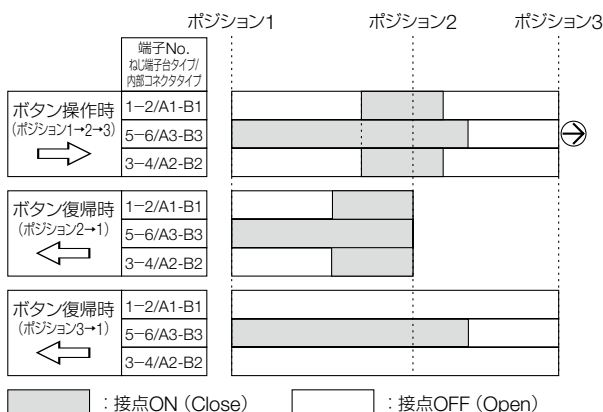 ポジション1 ポジション2 ポジション3
端子No.
ねじ端子台タイプ/
内部コネクタタイプ
ボタン操作時
(ポジション1→2→3)
1−2/A1-B1
5−6/A3-B3
3−4/A2-B2
ボタン復帰時
(ポジション2→1)
1−2/A1-B1
5−6/A3-B3
3−4/A2-B2
ボタン復帰時
(ポジション3→1)
1−2/A1-B1
5−6/A3-B3
3−4/A2-B2
：接点ON（Close） ：接点OFF（Open）